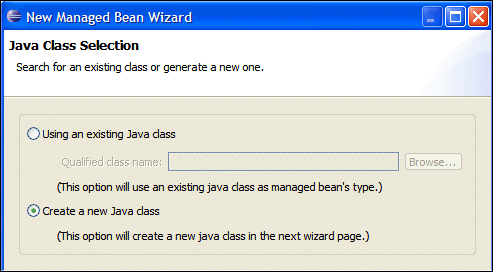 New Managed Bean Wizard
Java Class Selection
Search for an existing class or generate a new one.
Using an existing Java class
Qualified class name:
Browse...
(This option will use an existing java class as managed bean's type.)
Create a new Java class
(This option will create a new java class in the next wizard page.)